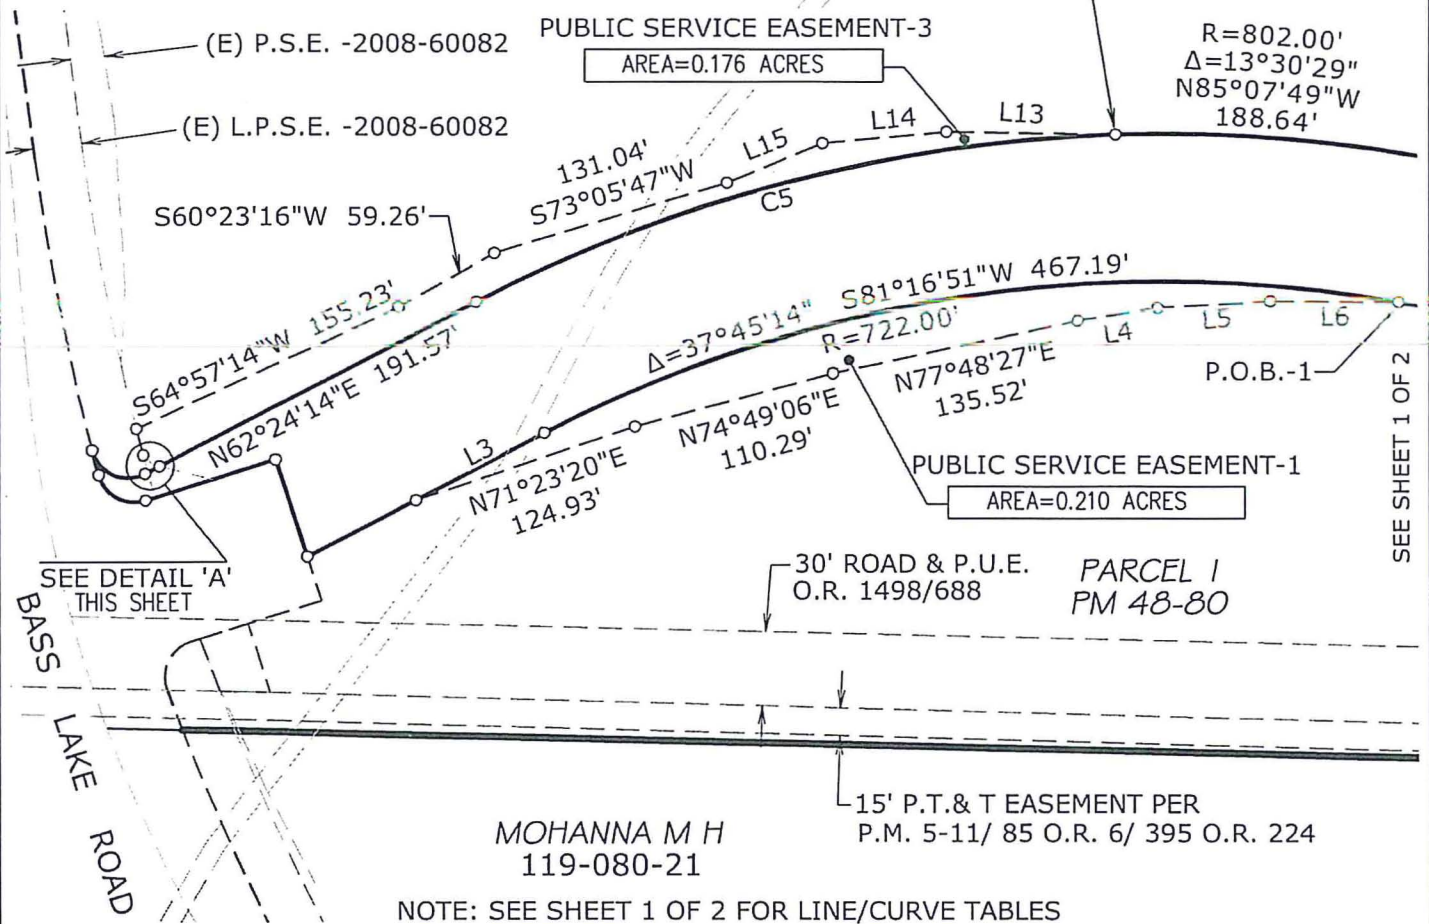 (E) P.S.E. -2008-60082
PUBLIC SERVICE EASEMENT-3
AREA=0.176 ACRES
R=802.00'
Δ=13°30'29"
N85°07'49"W
188.64'
(E) L.P.S.E. -2008-60082
L15
L14
L13
131.04'
S73°05'47"W
C5
S60°23'16"W 59.26'
S64°57'14"W 155.23'
N62°24'14"E 191.57'
Δ=37°45'14"
S81°16'51"W 467.19'
R=722.00'
L4
L5
L6
P.O.B.-1
N77°48'27"E
135.52'
N74°49'06"E
110.29'
L3
N71°23'20"E
124.93'
PUBLIC SERVICE EASEMENT-1
AREA=0.210 ACRES
SEE SHEET 1 OF 2
SEE DETAIL 'A'
THIS SHEET
30' ROAD & P.U.E.
O.R. 1498/688
PARCEL 1
PM 48-80
BASS LAKE ROAD
15' P.T.& T EASEMENT PER
P.M. 5-11/ 85 O.R. 6/ 395 O.R. 224
MOHANNA M H
119-080-21
NOTE: SEE SHEET 1 OF 2 FOR LINE/CURVE TABLES